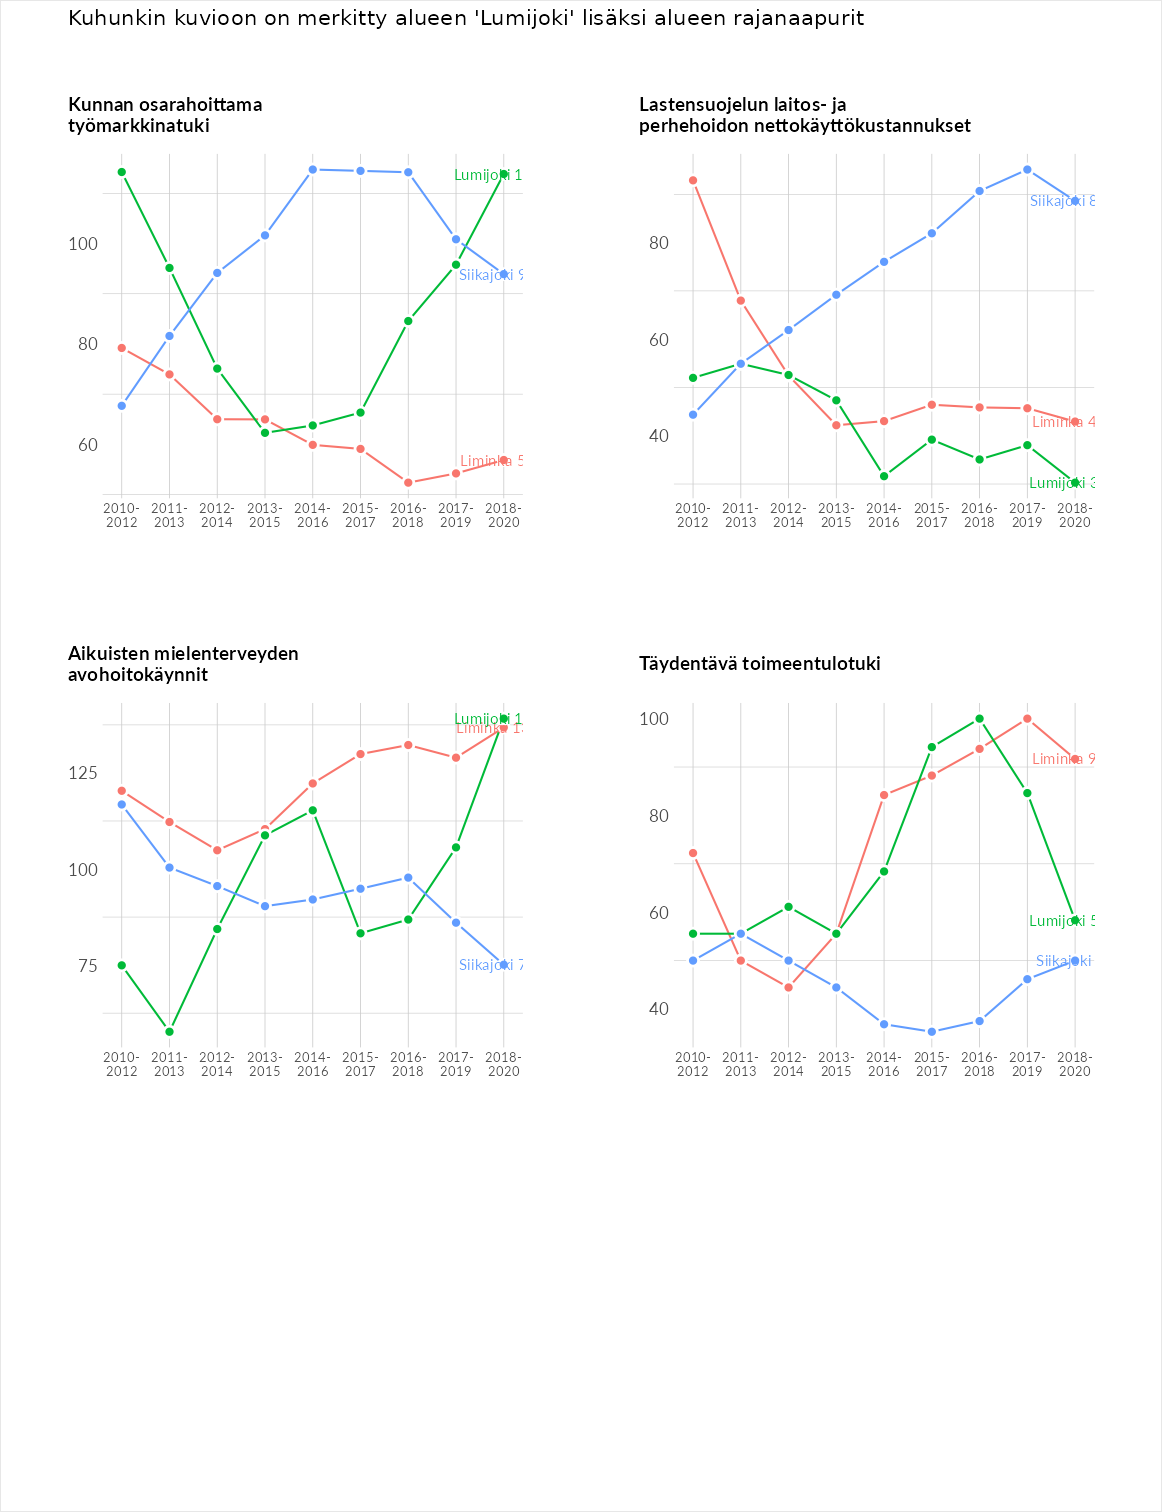 Kuhunkin kuvioon on merkitty alueen 'Lumijoki' lisäksi alueen rajanaapurit
Kunnan osarahoittama
työmarkkinatuki
100
80
60
Lumijoki 1
Siikajoki 9
Liminka 5
2010- 2011- 2012- 2013- 2014- 2015- 2016- 2017- 2018-
2012 2013 2014 2015 2016 2017 2018 2019 2020
Lastensuojelun laitos- ja
perhehoidon nettokäyttökustannukset
80
60
40
Siikajoki 8
Liminka 4
Lumijoki 3
2010- 2011- 2012- 2013- 2014- 2015- 2016- 2017- 2018-
2012 2013 2014 2015 2016 2017 2018 2019 2020
Aikuisten mielenterveyden
avohoitokäynnit
125
100
75
Lumijoki 1
Liminka 13
Siikajoki 7
2010- 2011- 2012- 2013- 2014- 2015- 2016- 2017- 2018-
2012 2013 2014 2015 2016 2017 2018 2019 2020
Täydentävä toimeentulotuki
100
80
60
40
Liminka 9
Lumijoki 5
Siikajoki
2010- 2011- 2012- 2013- 2014- 2015- 2016- 2017- 2018-
2012 2013 2014 2015 2016 2017 2018 2019 2020